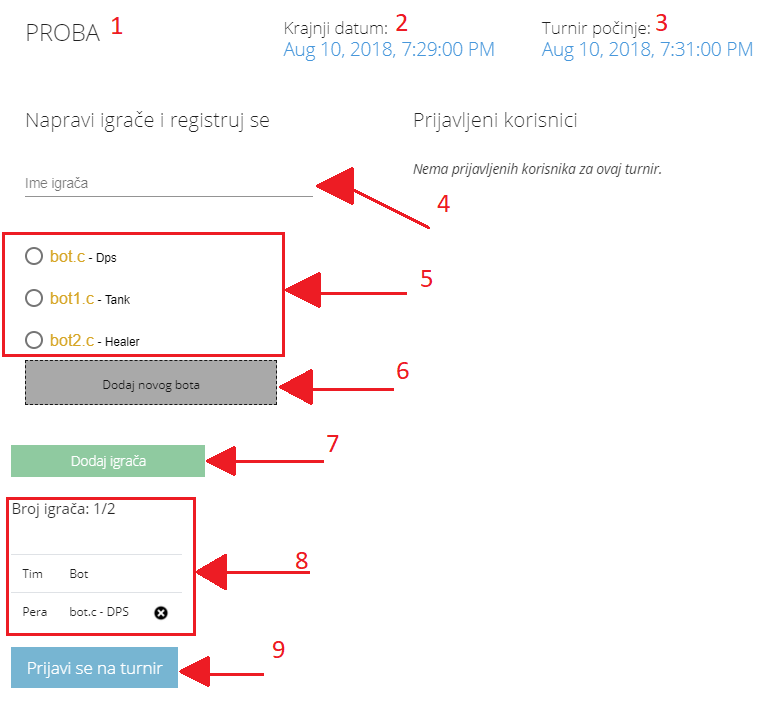 PROBA 1
Krajnji datum: 2
Aug 10, 2018, 7:29:00 PM
Turnir počinje: 3
Aug 10, 2018, 7:31:00 PM
Napravi igrače i registruj se
Prijavljeni korisnici
Nema prijavljenih korisnika za ovaj turnir.
Ime igrača
4
bot.c - Dps
5
bot1.c - Tank
bot2.c - Healer
6
Dodaj novog bota
7
Dodaj igrača
Broj igrača: 1/2
8
Tim Bot
Pera bot.c - DPS
9
Prijavi se na turnir